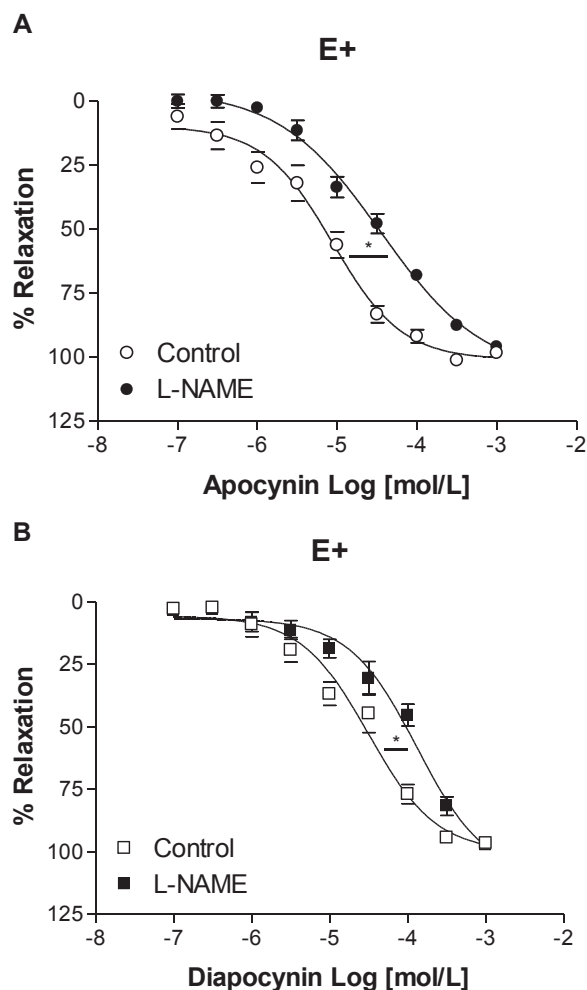 A
E+
0
25
50
75
100
125
% Relaxation
*
Control
L-NAME
-8 -7 -6 -5 -4 -3 -2
Apocynin Log [mol/L]
B
E+
0
25
50
75
100
125
% Relaxation
*
Control
L-NAME
-8 -7 -6 -5 -4 -3 -2
Diapocynin Log [mol/L]